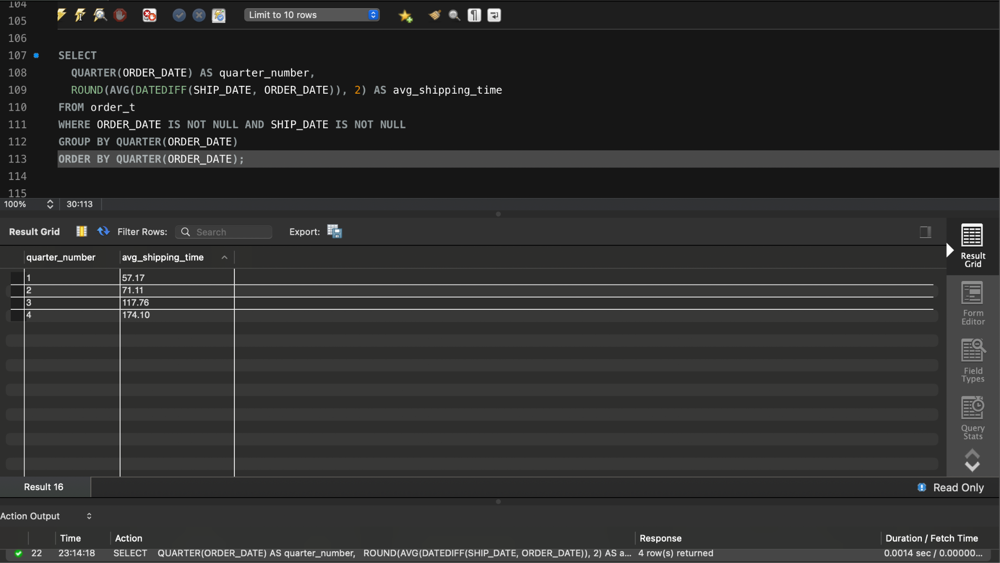 104
105 Limit to 10 rows
106
107 SELECT
108 QUARTER(ORDER_DATE) AS quarter_number,
109 ROUND(AVG(DATEDIFF(SHIP_DATE, ORDER_DATE)), 2) AS avg_shipping_time
110 FROM order_t
111 WHERE ORDER_DATE IS NOT NULL AND SHIP_DATE IS NOT NULL
112 GROUP BY QUARTER(ORDER_DATE)
113 ORDER BY QUARTER(ORDER_DATE);
114
115
100% 30:113
Result Grid Filter Rows: Search Export:
quarter_number avg_shipping_time
1 57.17
2 71.11
3 117.76
4 174.10
Result
Grid
Form
Editor
Field
Types
Query
Stats
Result 16 Read Only
Action Output
Time Action Response Duration / Fetch Time
22 23:14:18 SELECT QUARTER(ORDER_DATE) AS quarter_number, ROUND(AVG(DATEDIFF(SHIP_DATE, ORDER_DATE)), 2) AS a... 4 row(s) returned 0.0014 sec / 0.00000...